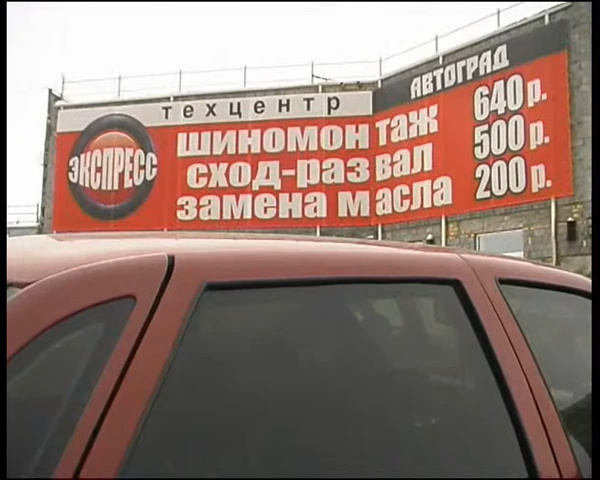 техцентр
АВТОГРАД
ЭКСПРЕСС
ШИНОМОНТАЖ 640 р.
СХОД-РАЗВАЛ 500 р.
ЗАМЕНА МАСЛА 200 р.